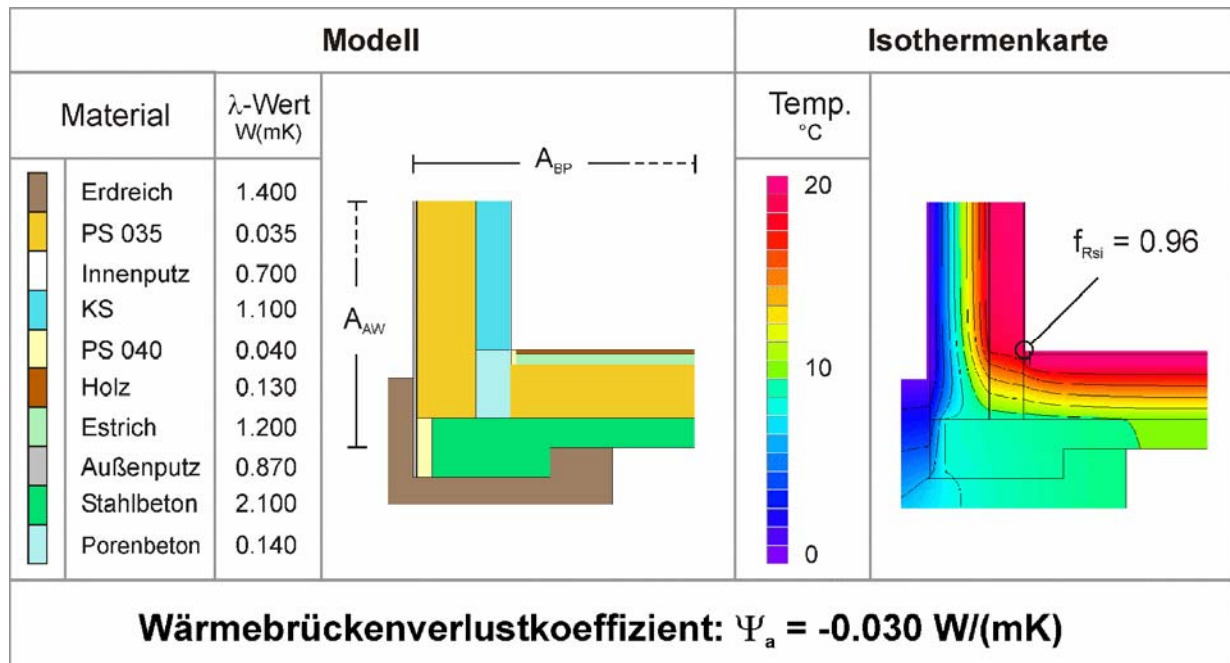 Modell
Isothermenkarte
Material
λ-Wert
W(mK)
Erdreich 1.400
PS 035 0.035
Innenputz 0.700
KS 1.100
PS 040 0.040
Holz 0.130
Estrich 1.200
Außenputz 0.870
Stahlbeton 2.100
Porenbeton 0.140
A_BP
A_AW
Temp.
°C
20
10
0
f_Rsi = 0.96
Wärmebrückenverlustkoeffizient: Ψ_a = -0.030 W/(mK)